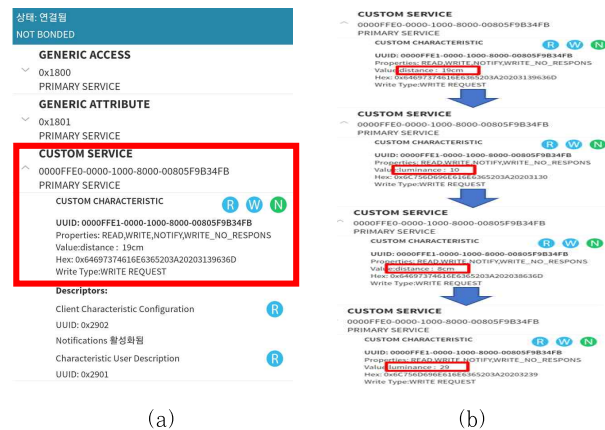 상태: 연결됨
NOT BONDED
GENERIC ACCESS
0x1800
PRIMARY SERVICE
GENERIC ATTRIBUTE
0x1801
PRIMARY SERVICE
CUSTOM SERVICE
0000FFE0-0000-1000-8000-00805F9B34FB
PRIMARY SERVICE
CUSTOM CHARACTERISTIC
R W N
UUID: 0000FFE1-0000-1000-8000-00805F9B34FB
Properties: READ,WRITE,NOTIFY,WRITE_NO_RESPONS
Value:distance : 19cm
Hex: 0x64697374616E6365203A20203139636D
Write Type:WRITE REQUEST
Descriptors:
Client Characteristic Configuration
R
UUID: 0x2902
Notifications 활성화됨
Characteristic User Description
R
UUID: 0x2901
(a)
CUSTOM SERVICE
0000FFE0-0000-1000-8000-00805F9B34FB
PRIMARY SERVICE
CUSTOM CHARACTERISTIC
R W N
UUID: 0000FFE1-0000-1000-8000-00805F9B34FB
Properties: READ,WRITE,NOTIFY,WRITE_NO_RESPONS
Value:distance : 19cm
Hex: 0x64697374616E6365203A20203139636D
Write Type:WRITE REQUEST
CUSTOM SERVICE
0000FFE0-0000-1000-8000-00805F9B34FB
PRIMARY SERVICE
CUSTOM CHARACTERISTIC
R W N
UUID: 0000FFE1-0000-1000-8000-00805F9B34FB
Properties: READ,WRITE,NOTIFY,WRITE_NO_RESPONS
Value:luminance : 10
Hex: 0x6C756D696E616E6365203A20203130
Write Type:WRITE REQUEST
CUSTOM SERVICE
0000FFE0-0000-1000-8000-00805F9B34FB
PRIMARY SERVICE
CUSTOM CHARACTERISTIC
R W N
UUID: 0000FFE1-0000-1000-8000-00805F9B34FB
Properties: READ,WRITE,NOTIFY,WRITE_NO_RESPONS
Value:distance : 8cm
Hex: 0x64697374616E6365203A202038636D
Write Type:WRITE REQUEST
CUSTOM SERVICE
0000FFE0-0000-1000-8000-00805F9B34FB
PRIMARY SERVICE
CUSTOM CHARACTERISTIC
R W N
UUID: 0000FFE1-0000-1000-8000-00805F9B34FB
Properties: READ,WRITE,NOTIFY,WRITE_NO_RESPONS
Value:luminance : 29
Hex: 0x6C756D696E616E6365203A20203239
Write Type:WRITE REQUEST
(b)